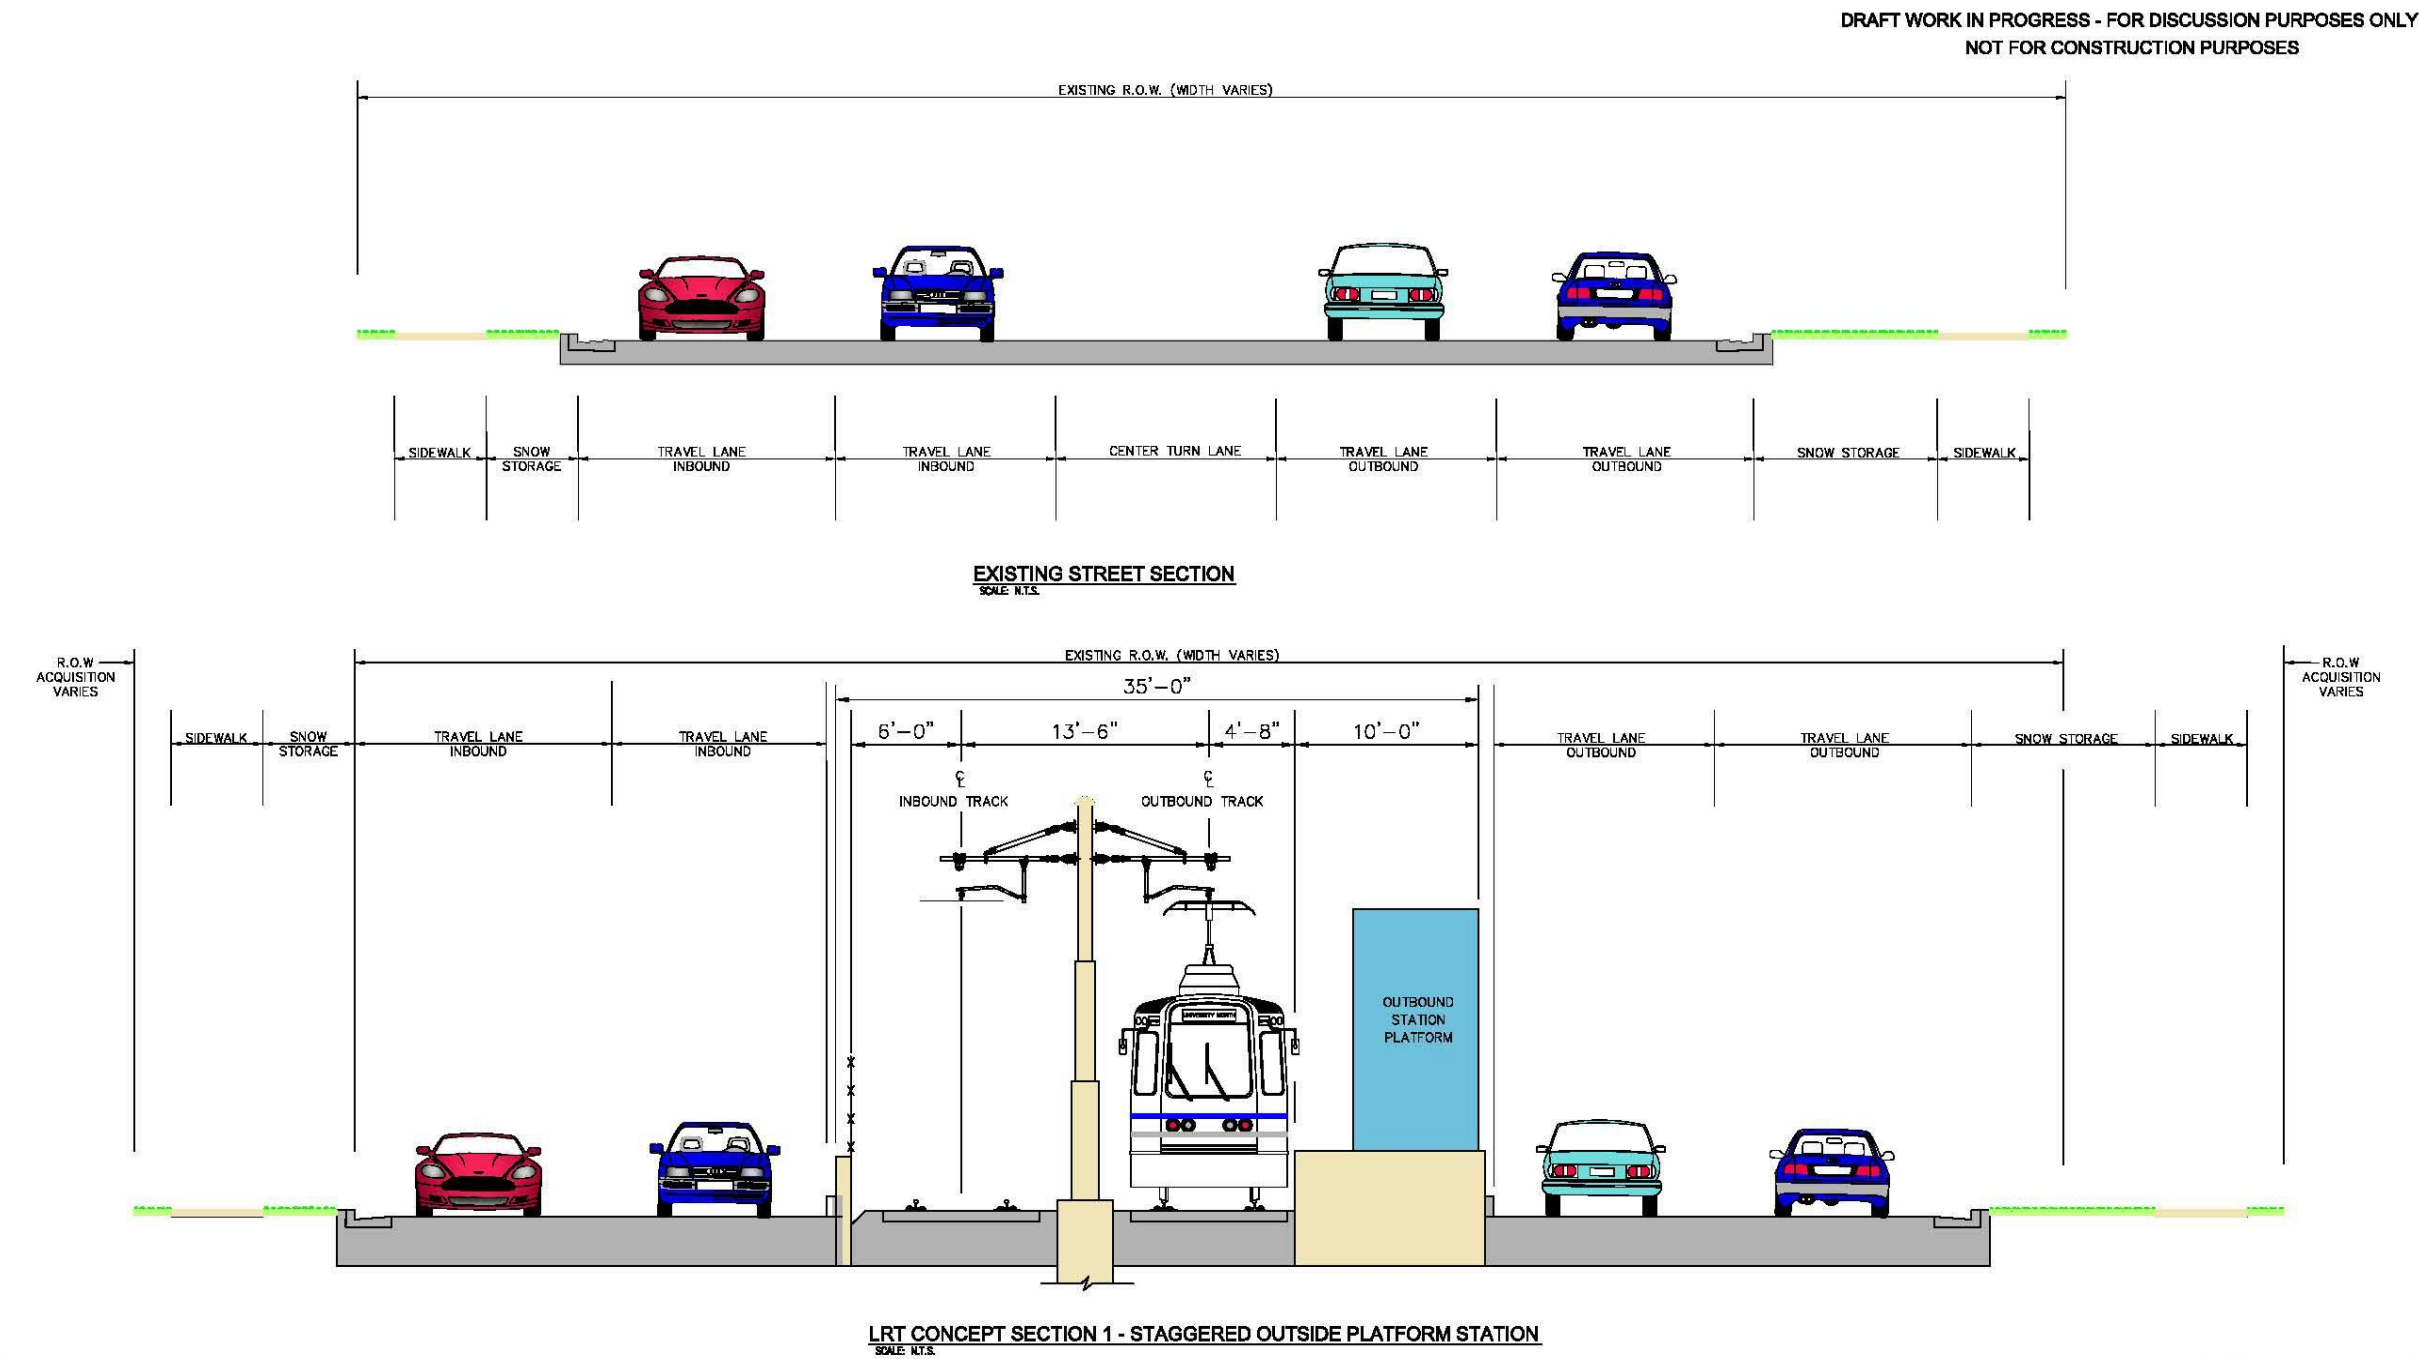 DRAFT WORK IN PROGRESS - FOR DISCUSSION PURPOSES ONLY
NOT FOR CONSTRUCTION PURPOSES
EXISTING R.O.W. (WIDTH VARIES)
SIDEWALK
SNOW
STORAGE
TRAVEL LANE
INBOUND
TRAVEL LANE
INBOUND
CENTER TURN LANE
TRAVEL LANE
OUTBOUND
TRAVEL LANE
OUTBOUND
SNOW STORAGE
SIDEWALK
EXISTING STREET SECTION
SCALE: N.T.S.
R.O.W
ACQUISITION
VARIES
EXISTING R.O.W. (WIDTH VARIES)
R.O.W
ACQUISITION
VARIES
35'-0"
SIDEWALK
SNOW
STORAGE
TRAVEL LANE
INBOUND
TRAVEL LANE
INBOUND
6'-0"
13'-6"
4'-8"
10'-0"
TRAVEL LANE
OUTBOUND
TRAVEL LANE
OUTBOUND
SNOW STORAGE
SIDEWALK
℄
INBOUND TRACK
℄
OUTBOUND TRACK
UNIVERSITY NORTH
OUTBOUND
STATION
PLATFORM
LRT CONCEPT SECTION 1 - STAGGERED OUTSIDE PLATFORM STATION
SCALE: N.T.S.